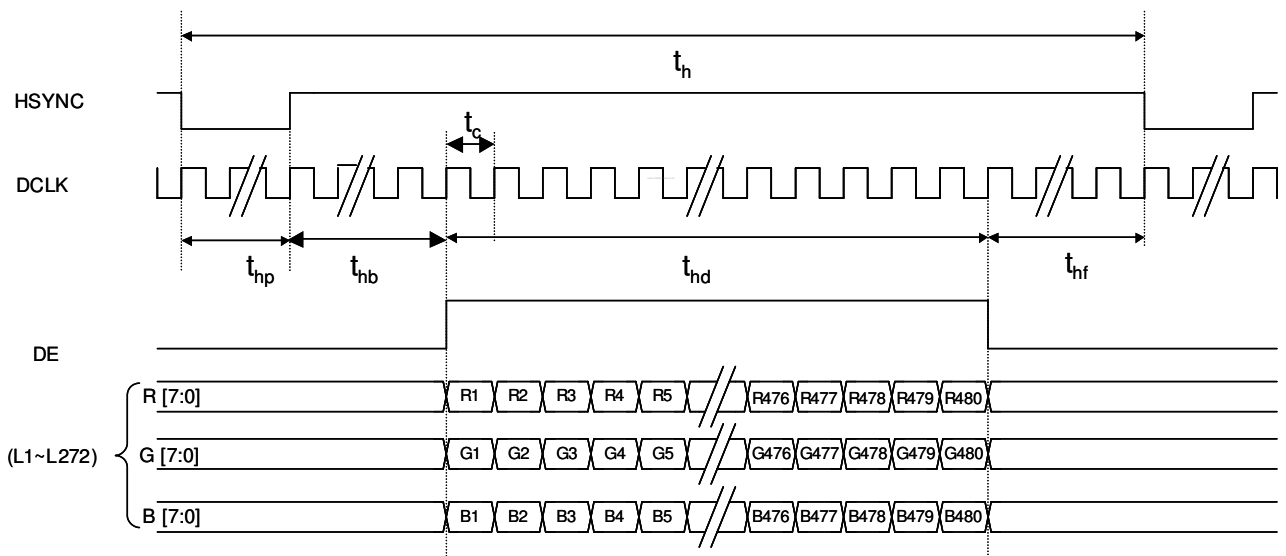 th
HSYNC
tc
DCLK
thp
thb
thd
thf
DE
R [7:0]
R1 R2 R3 R4 R5 R476 R477 R478 R479 R480
(L1~L272)
G [7:0]
G1 G2 G3 G4 G5 G476 G477 G478 G479 G480
B [7:0]
B1 B2 B3 B4 B5 B476 B477 B478 B479 B480